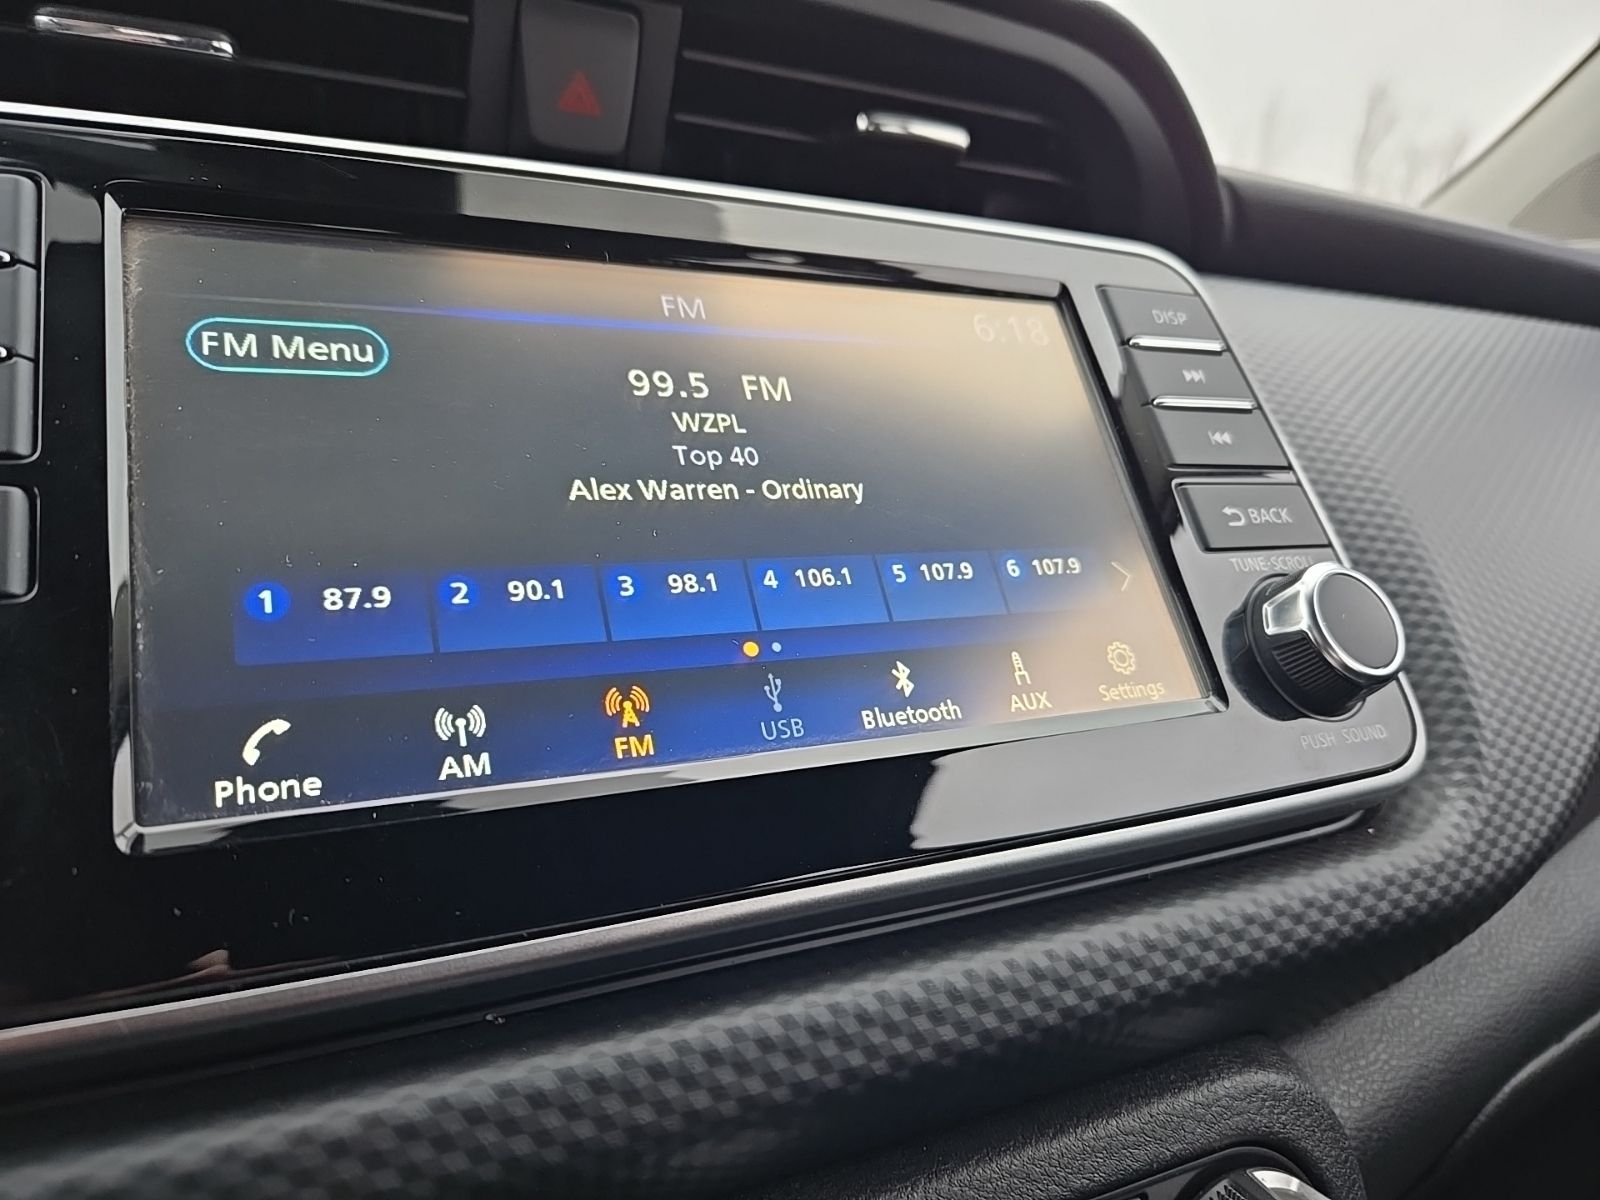 FM
6:18
FM Menu
99.5 FM
WZPL
Top 40
Alex Warren - Ordinary
1 87.9 2 90.1 3 98.1 4 106.1 5 107.9 6 107.9
Phone AM FM USB Bluetooth AUX Settings
DISP
BACK
TUNE·SCROLL
PUSH SOUND